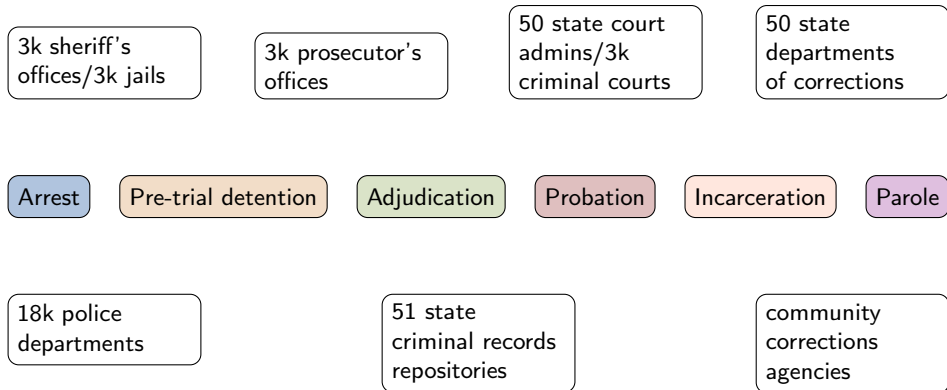 3k sheriff's
offices/3k jails
3k prosecutor's
offices
50 state court
admins/3k
criminal courts
50 state
departments
of corrections
Arrest
Pre-trial detention
Adjudication
Probation
Incarceration
Parole
18k police
departments
51 state
criminal records
repositories
community
corrections
agencies